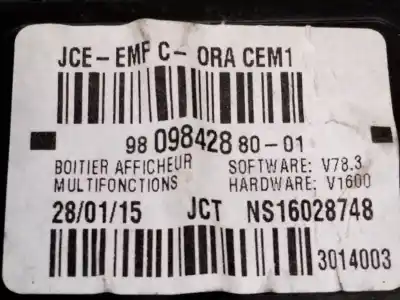 JCE-EMF C- ORA CEM1
98 098428 80-01
BOITIER AFFICHEUR SOFTWARE: V78.3
MULTIFONCTIONS HARDWARE: V1600
28/01/15 JCT NS16028748
3014003